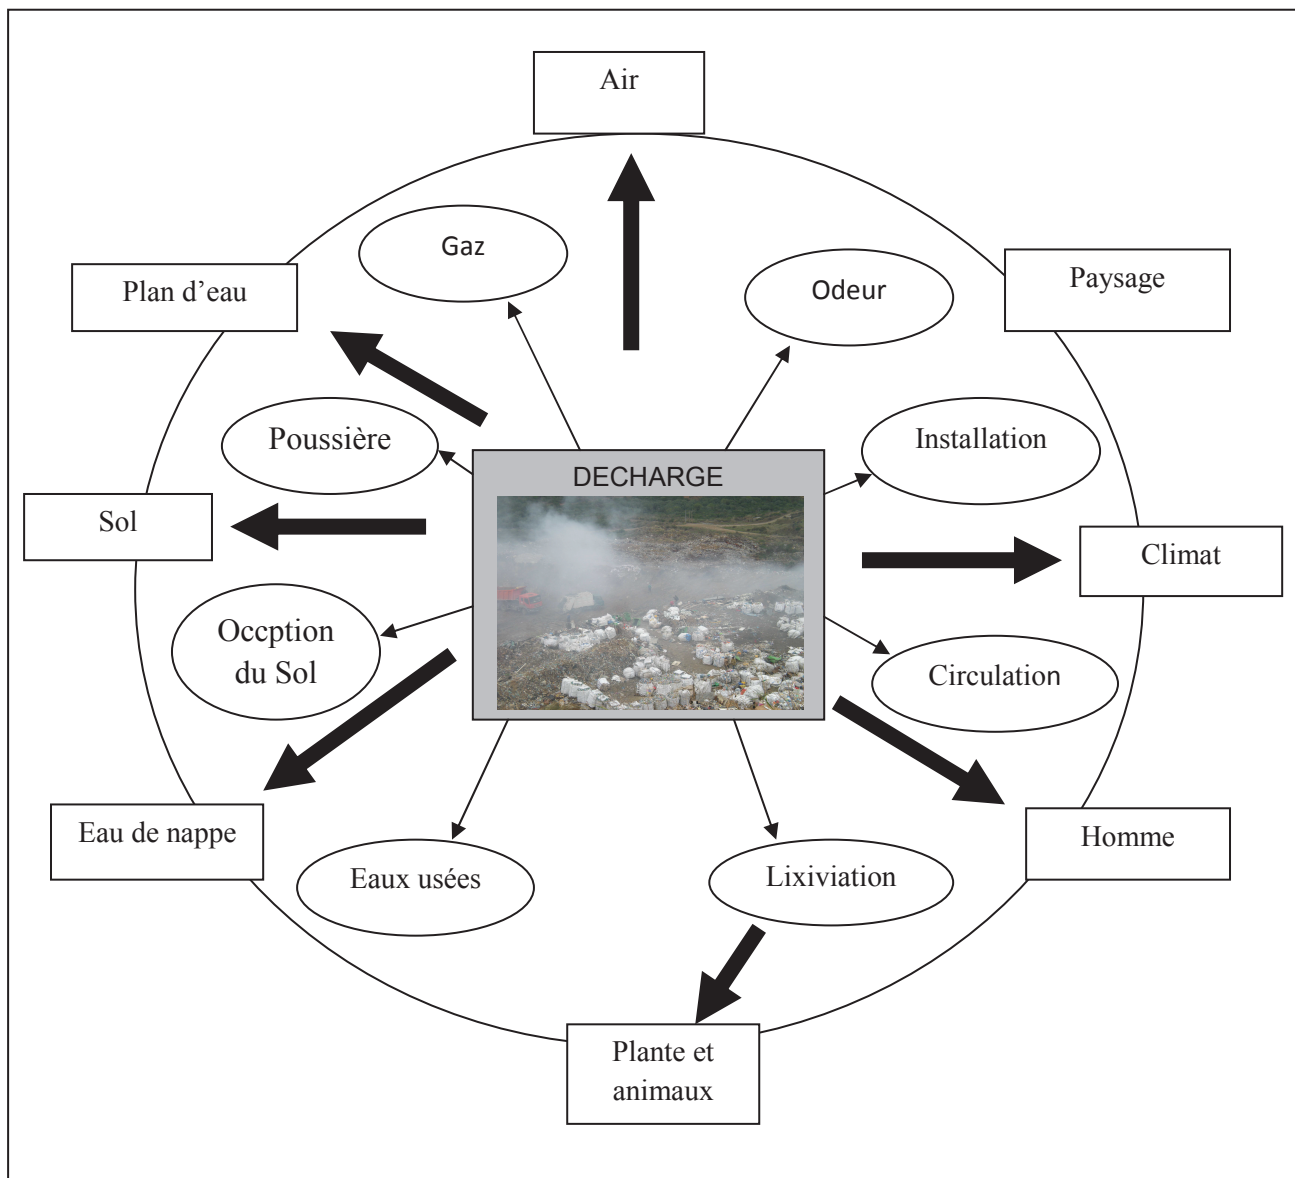 Air
Gaz
Plan d’eau
Odeur
Paysage
Poussière
Installation
DECHARGE
Sol
Climat
Occption
du Sol
Circulation
Eau de nappe
Homme
Eaux usées
Lixiviation
Plante et
animaux